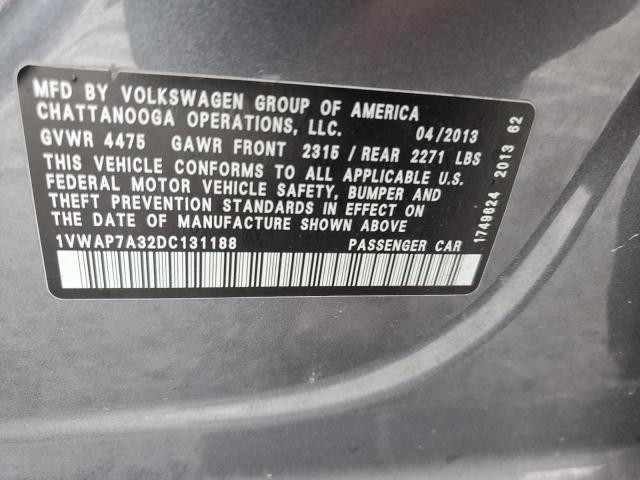 MFD BY VOLKSWAGEN GROUP OF AMERICA
CHATTANOOGA OPERATIONS, LLC. 04/2013
GVWR 4475 GAWR FRONT 2315 / REAR 2271 LBS
THIS VEHICLE CONFORMS TO ALL APPLICABLE U.S.
FEDERAL MOTOR VEHICLE SAFETY, BUMPER AND
THEFT PREVENTION STANDARDS IN EFFECT ON
THE DATE OF MANUFACTURE SHOWN ABOVE
1VWAP7A32DC131188 PASSENGER CAR
1749624 2013 62